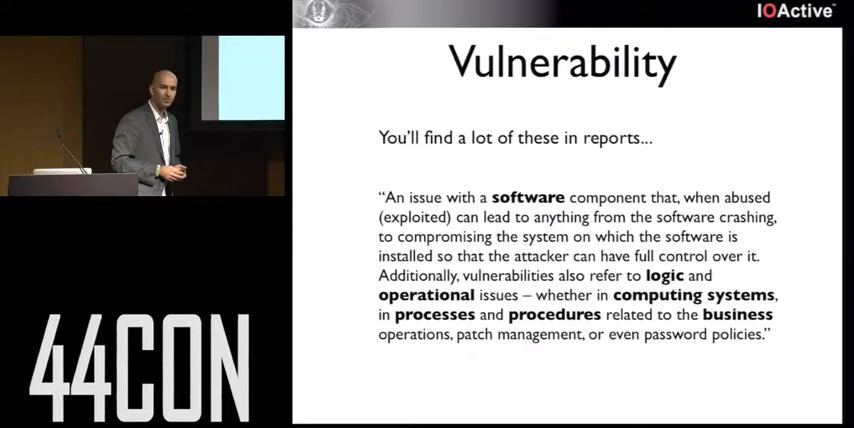 IOActive™
Vulnerability
You'll find a lot of these in reports...
“An issue with a software component that, when abused
(exploited) can lead to anything from the software crashing,
to compromising the system on which the software is
installed so that the attacker can have full control over it.
Additionally, vulnerabilities also refer to logic and
operational issues – whether in computing systems,
in processes and procedures related to the business
operations, patch management, or even password policies.”
44CON